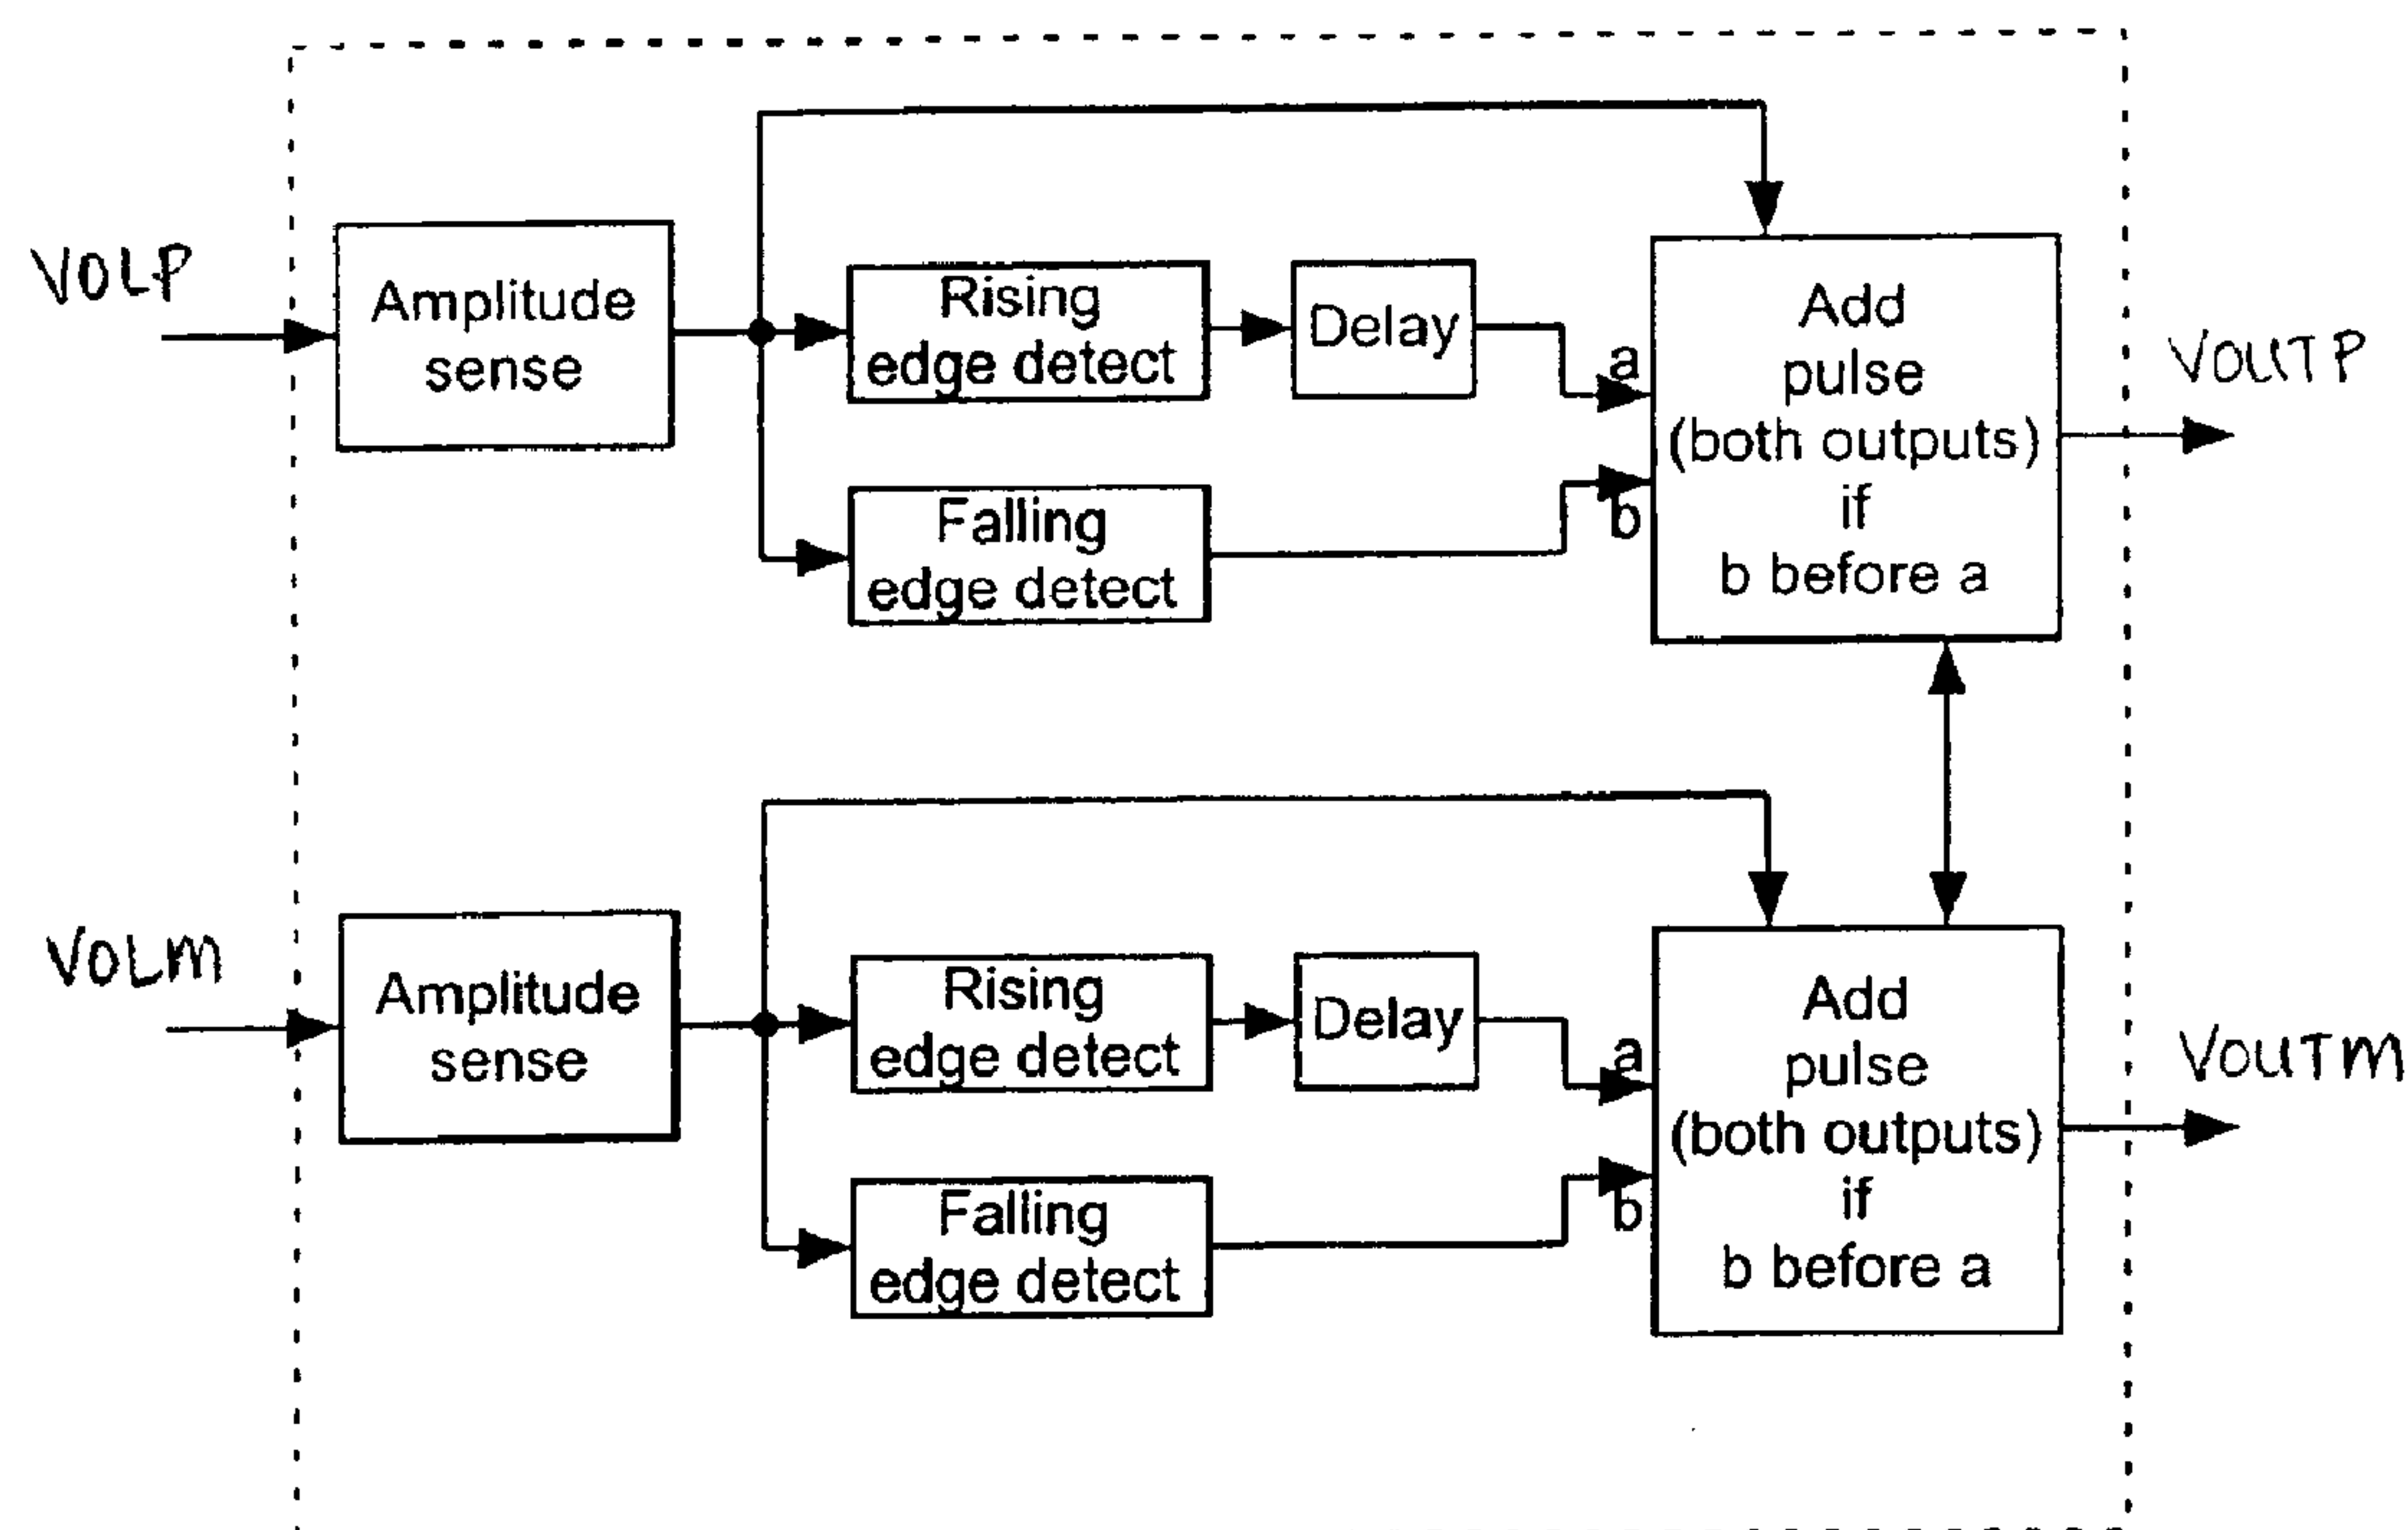 VOLP
Amplitude
sense
Rising
edge detect
Delay
a
Falling
edge detect
b
Add
pulse
(both outputs)
if
b before a
VOUTP
VOLM
Amplitude
sense
Rising
edge detect
Delay
a
Falling
edge detect
b
Add
pulse
(both outputs)
if
b before a
VOUTM